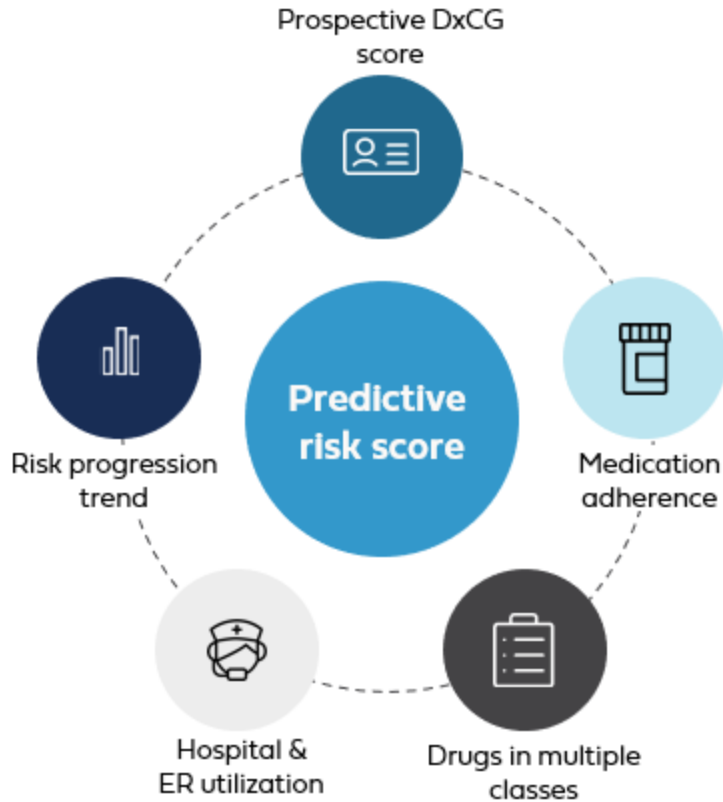 Prospective DxCG
score
Predictive
risk score
Medication
adherence
Risk progression
trend
Drugs in multiple
classes
Hospital &
ER utilization